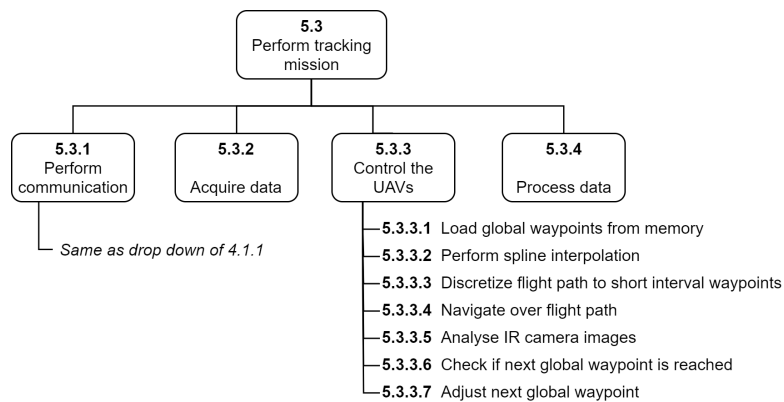 5.3
Perform tracking
mission
5.3.1
Perform
communication
5.3.2
Acquire data
5.3.3
Control the
UAVs
5.3.4
Process data
Same as drop down of 4.1.1
5.3.3.1 Load global waypoints from memory
5.3.3.2 Perform spline interpolation
5.3.3.3 Discretize flight path to short interval waypoints
5.3.3.4 Navigate over flight path
5.3.3.5 Analyse IR camera images
5.3.3.6 Check if next global waypoint is reached
5.3.3.7 Adjust next global waypoint